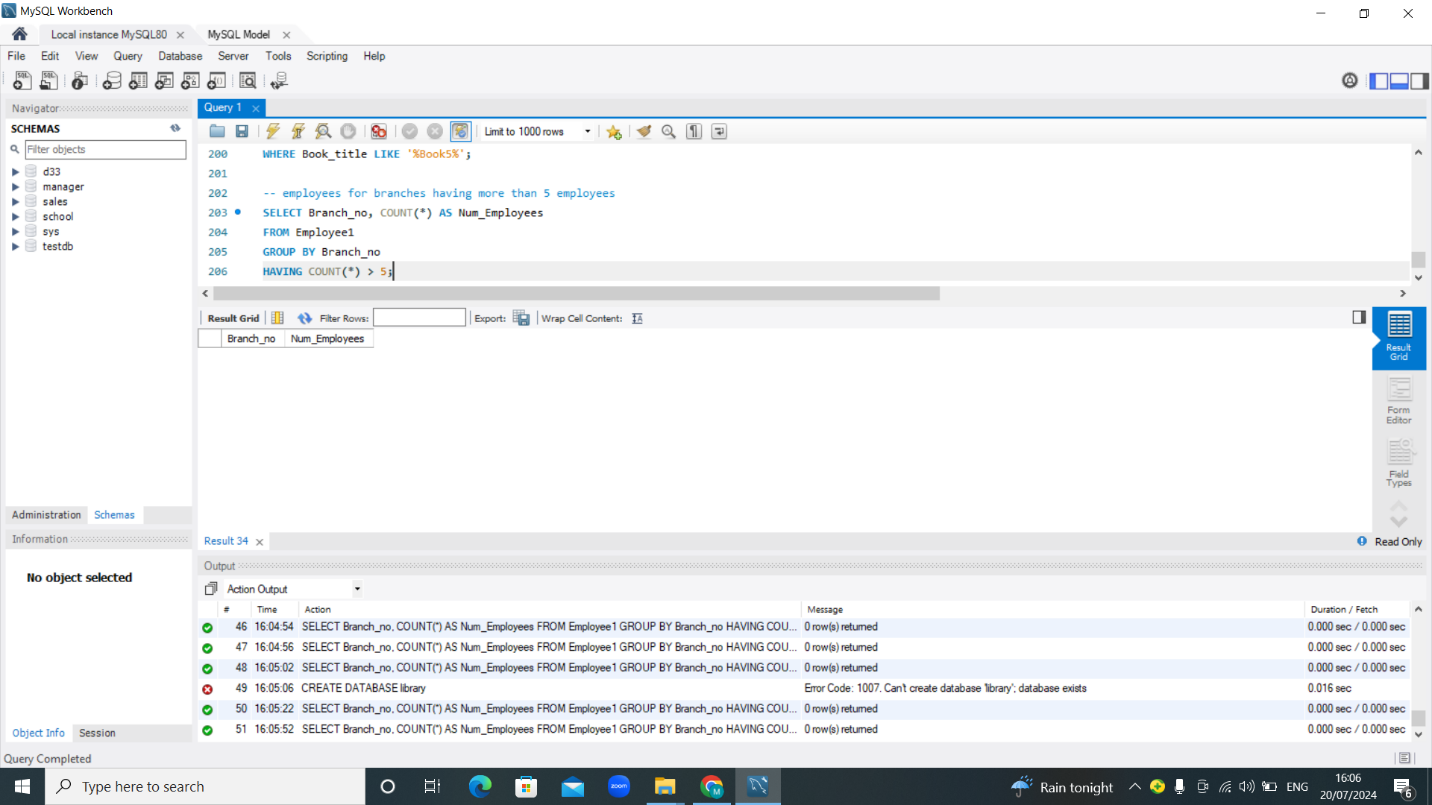 MySQL Workbench
Local instance MySQL80
MySQL Model
File Edit View Query Database Server Tools Scripting Help
Navigator
SCHEMAS
Filter objects
d33
manager
sales
school
sys
testdb
Administration Schemas
Information
No object selected
Object Info Session
Query 1
Limit to 1000 rows
200 WHERE Book_title LIKE '%Book5%';
201
202 -- employees for branches having more than 5 employees
203 SELECT Branch_no, COUNT(*) AS Num_Employees
204 FROM Employee1
205 GROUP BY Branch_no
206 HAVING COUNT(*) > 5;
Result Grid Filter Rows: Export: Wrap Cell Content:
Branch_no Num_Employees
Result Grid
Form Editor
Field Types
Result 34
Read Only
Output
Action Output
# Time Action Message Duration / Fetch
46 16:04:54 SELECT Branch_no, COUNT(*) AS Num_Employees FROM Employee1 GROUP BY Branch_no HAVING COU... 0 row(s) returned 0.000 sec / 0.000 sec
47 16:04:56 SELECT Branch_no, COUNT(*) AS Num_Employees FROM Employee1 GROUP BY Branch_no HAVING COU... 0 row(s) returned 0.000 sec / 0.000 sec
48 16:05:02 SELECT Branch_no, COUNT(*) AS Num_Employees FROM Employee1 GROUP BY Branch_no HAVING COU... 0 row(s) returned 0.000 sec / 0.000 sec
49 16:05:06 CREATE DATABASE library Error Code: 1007. Can't create database 'library'; database exists 0.016 sec
50 16:05:22 SELECT Branch_no, COUNT(*) AS Num_Employees FROM Employee1 GROUP BY Branch_no HAVING COU... 0 row(s) returned 0.000 sec / 0.000 sec
51 16:05:52 SELECT Branch_no, COUNT(*) AS Num_Employees FROM Employee1 GROUP BY Branch_no HAVING COU... 0 row(s) returned 0.000 sec / 0.000 sec
Query Completed
Type here to search
zoom
M
Rain tonight
ENG
16:06
20/07/2024
6